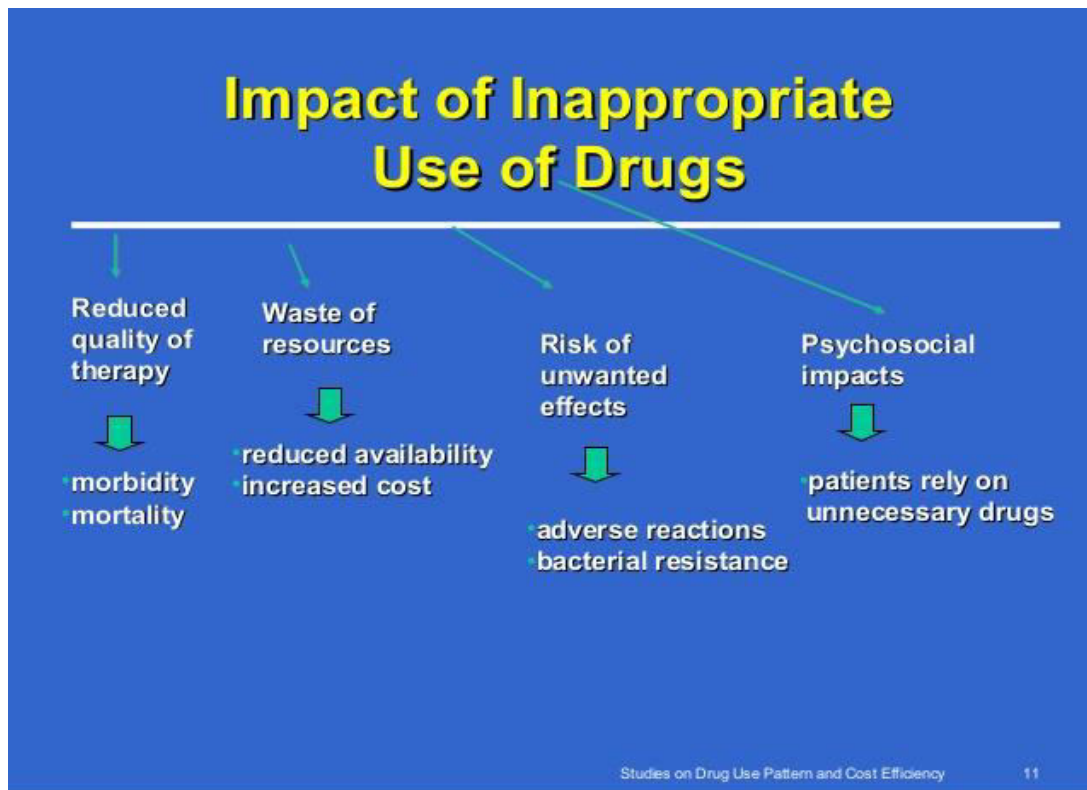 Impact of Inappropriate
Use of Drugs
Reduced
quality of
therapy
•morbidity
•mortality
Waste of
resources
•reduced availability
•increased cost
Risk of
unwanted
effects
•adverse reactions
•bacterial resistance
Psychosocial
impacts
•patients rely on
unnecessary drugs
Studies on Drug Use Pattern and Cost Efficiency 11